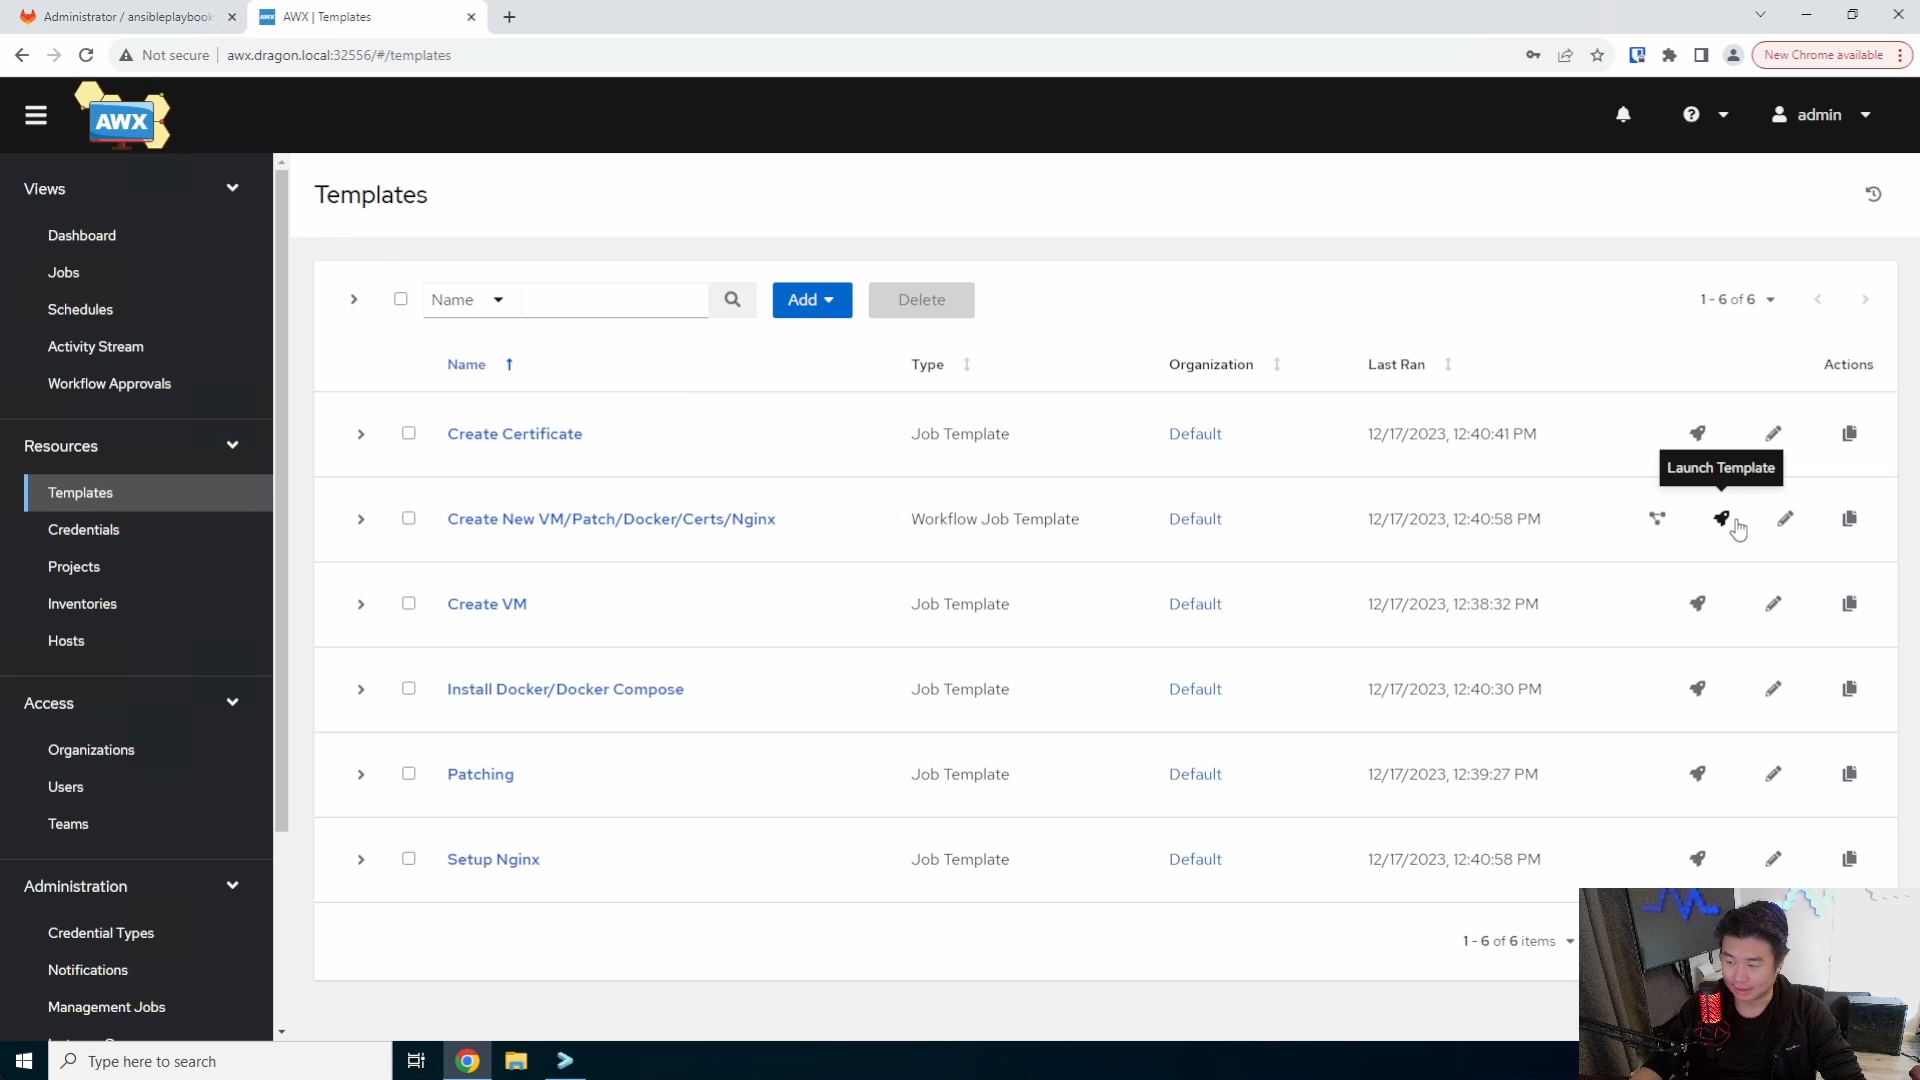 Administrator / ansibleplaybook
AWX | Templates
Not secure
awx.dragon.local:32556/#/templates
New Chrome available
AWX
admin
Views
Dashboard
Jobs
Schedules
Activity Stream
Workflow Approvals
Resources
Templates
Credentials
Projects
Inventories
Hosts
Access
Organizations
Users
Teams
Administration
Credential Types
Notifications
Management Jobs
Templates
Name
Add
Delete
1 - 6 of 6
Name
Type
Organization
Last Ran
Actions
Create Certificate
Job Template
Default
12/17/2023, 12:40:41 PM
Launch Template
Create New VM/Patch/Docker/Certs/Nginx
Workflow Job Template
Default
12/17/2023, 12:40:58 PM
Create VM
Job Template
Default
12/17/2023, 12:38:32 PM
Install Docker/Docker Compose
Job Template
Default
12/17/2023, 12:40:30 PM
Patching
Job Template
Default
12/17/2023, 12:39:27 PM
Setup Nginx
Job Template
Default
12/17/2023, 12:40:58 PM
1 - 6 of 6 items
Type here to search